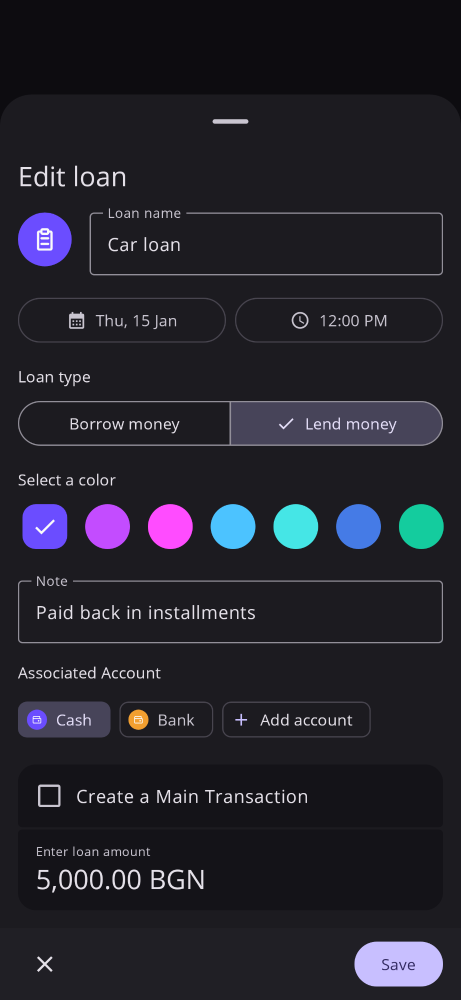 Edit loan
Loan name
Car loan
Thu, 15 Jan
12:00 PM
Loan type
Borrow money
Lend money
Select a color
Note
Paid back in installments
Associated Account
Cash
Bank
Add account
Create a Main Transaction
Enter loan amount
5,000.00 BGN
Save